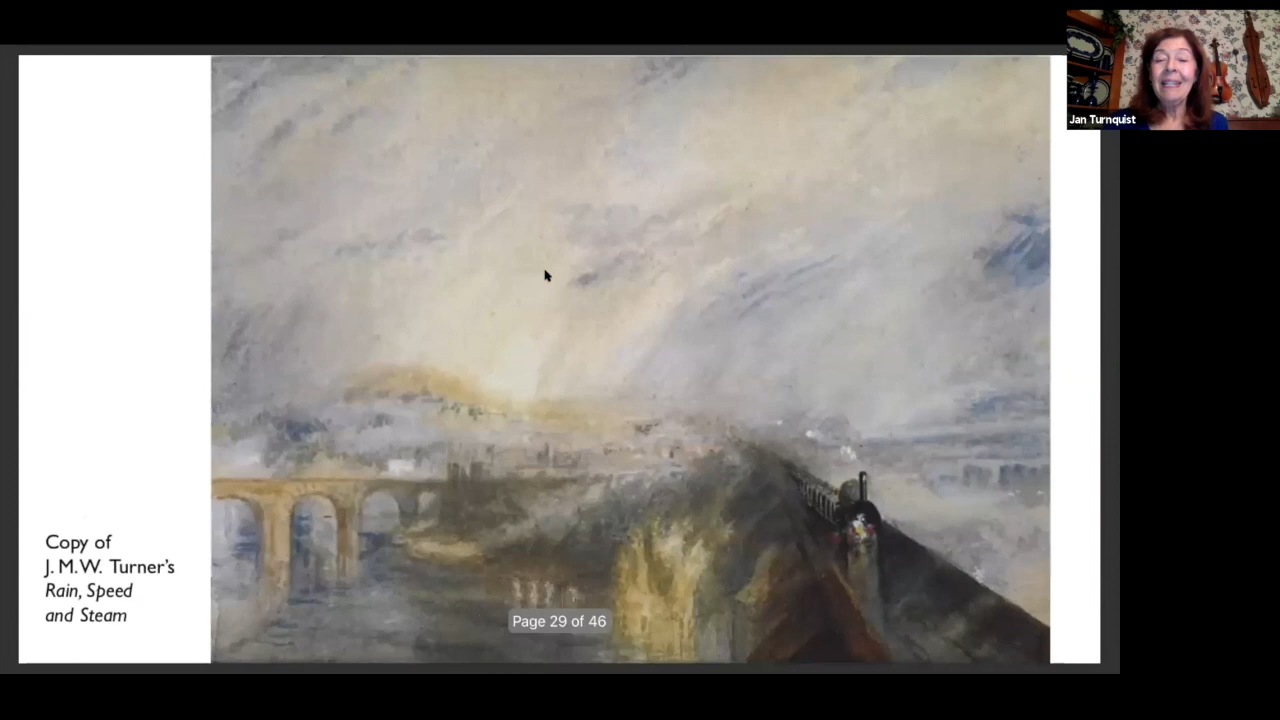 Jan Turnquist
Copy of
J. M.W. Turner's
Rain, Speed
and Steam
Page 29 of 46